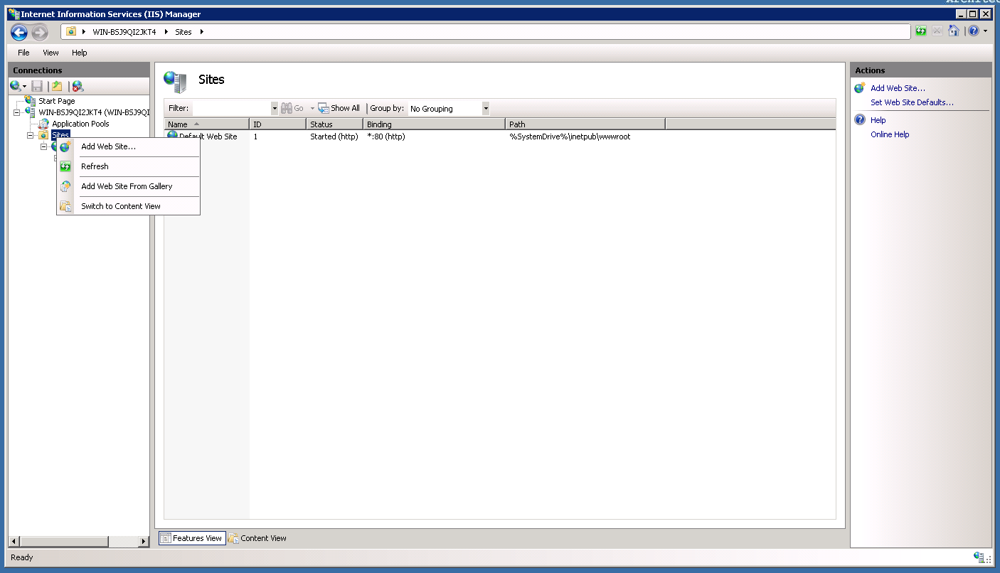 Internet Information Services (IIS) Manager
WIN-BSJ9QI2JKT4 Sites
File View Help
Connections
Start Page
WIN-BSJ9QI2JKT4 (WIN-BSJ9QI
Application Pools
Sites
Add Web Site...
Refresh
Add Web Site From Gallery
Switch to Content View
Sites
Filter: Go Show All Group by: No Grouping
Name ID Status Binding Path
Default Web Site 1 Started (http) *:80 (http) %SystemDrive%\inetpub\wwwroot
Features View Content View
Actions
Add Web Site...
Set Web Site Defaults...
Help
Online Help
Ready